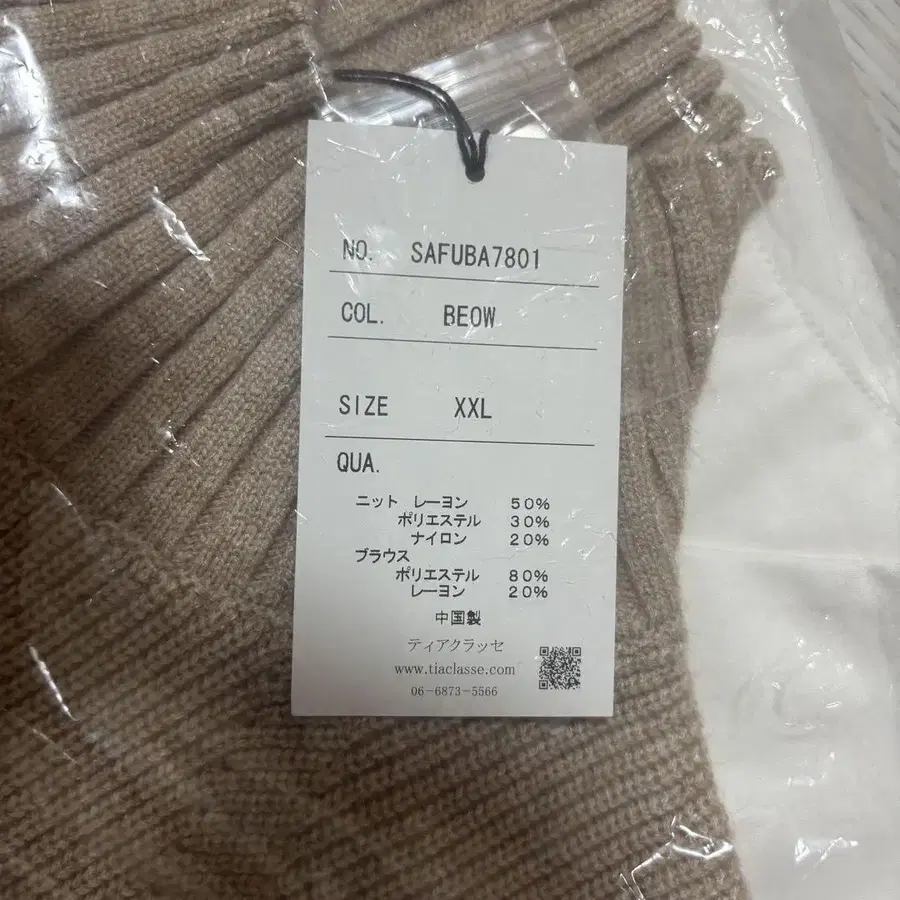 NO. SAFUBA7801
COL. BEOW
SIZE XXL
QUA.
ニット レーヨン 50%
ポリエステル 30%
ナイロン 20%
ブラウス
ポリエステル 80%
レーヨン 20%
中国製
ティアクラッセ
www.tiaclasse.com
06-6873-5566